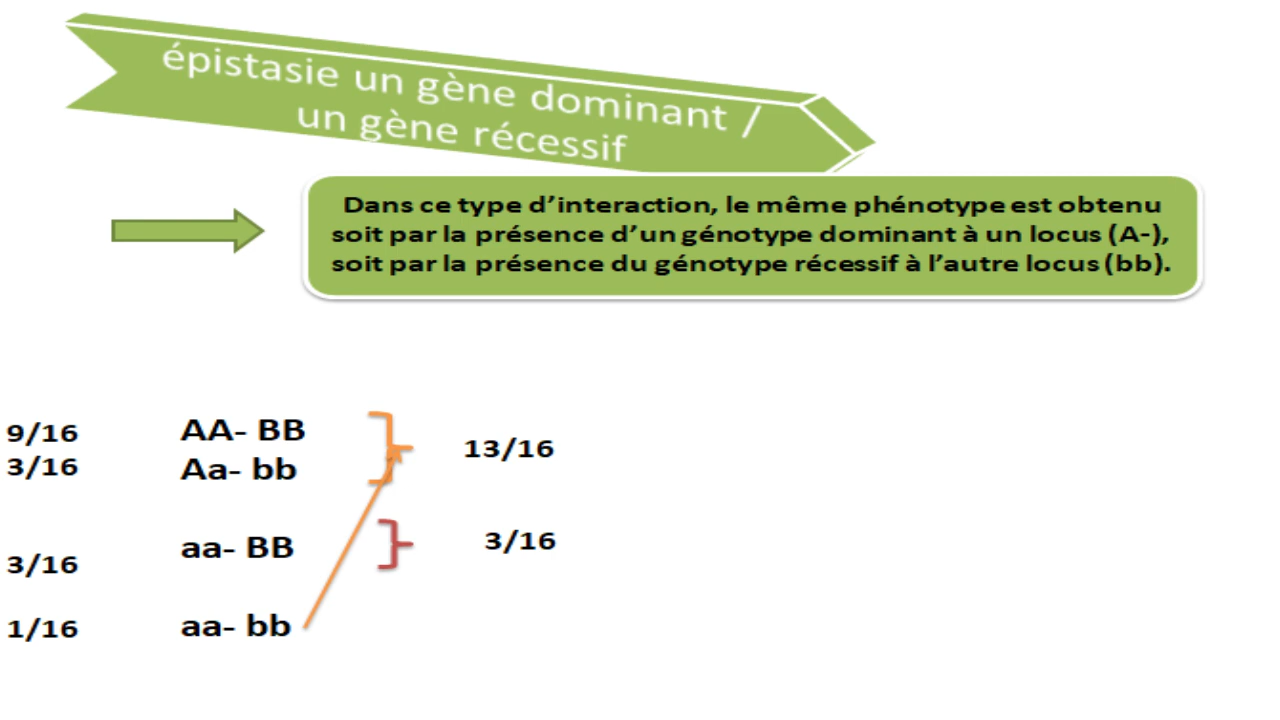 épistasie un gène dominant /
un gène récessif
Dans ce type d’interaction, le même phénotype est obtenu
soit par la présence d’un génotype dominant à un locus (A-),
soit par la présence du génotype récessif à l’autre locus (bb).
9/16 AA- BB
3/16 Aa- bb
13/16
3/16 aa- BB 3/16
1/16 aa- bb